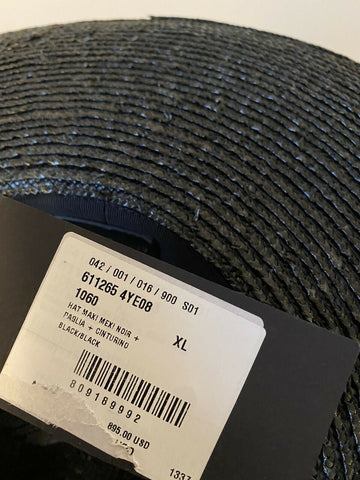 042 / 001 / 016 / 900 S01
611265 4YE08
1060
XL
HAT MAXI MEXI NOIR +
PAGLIA + CINTURINO
BLACK/BLACK
809189992
895.00 USD
1337